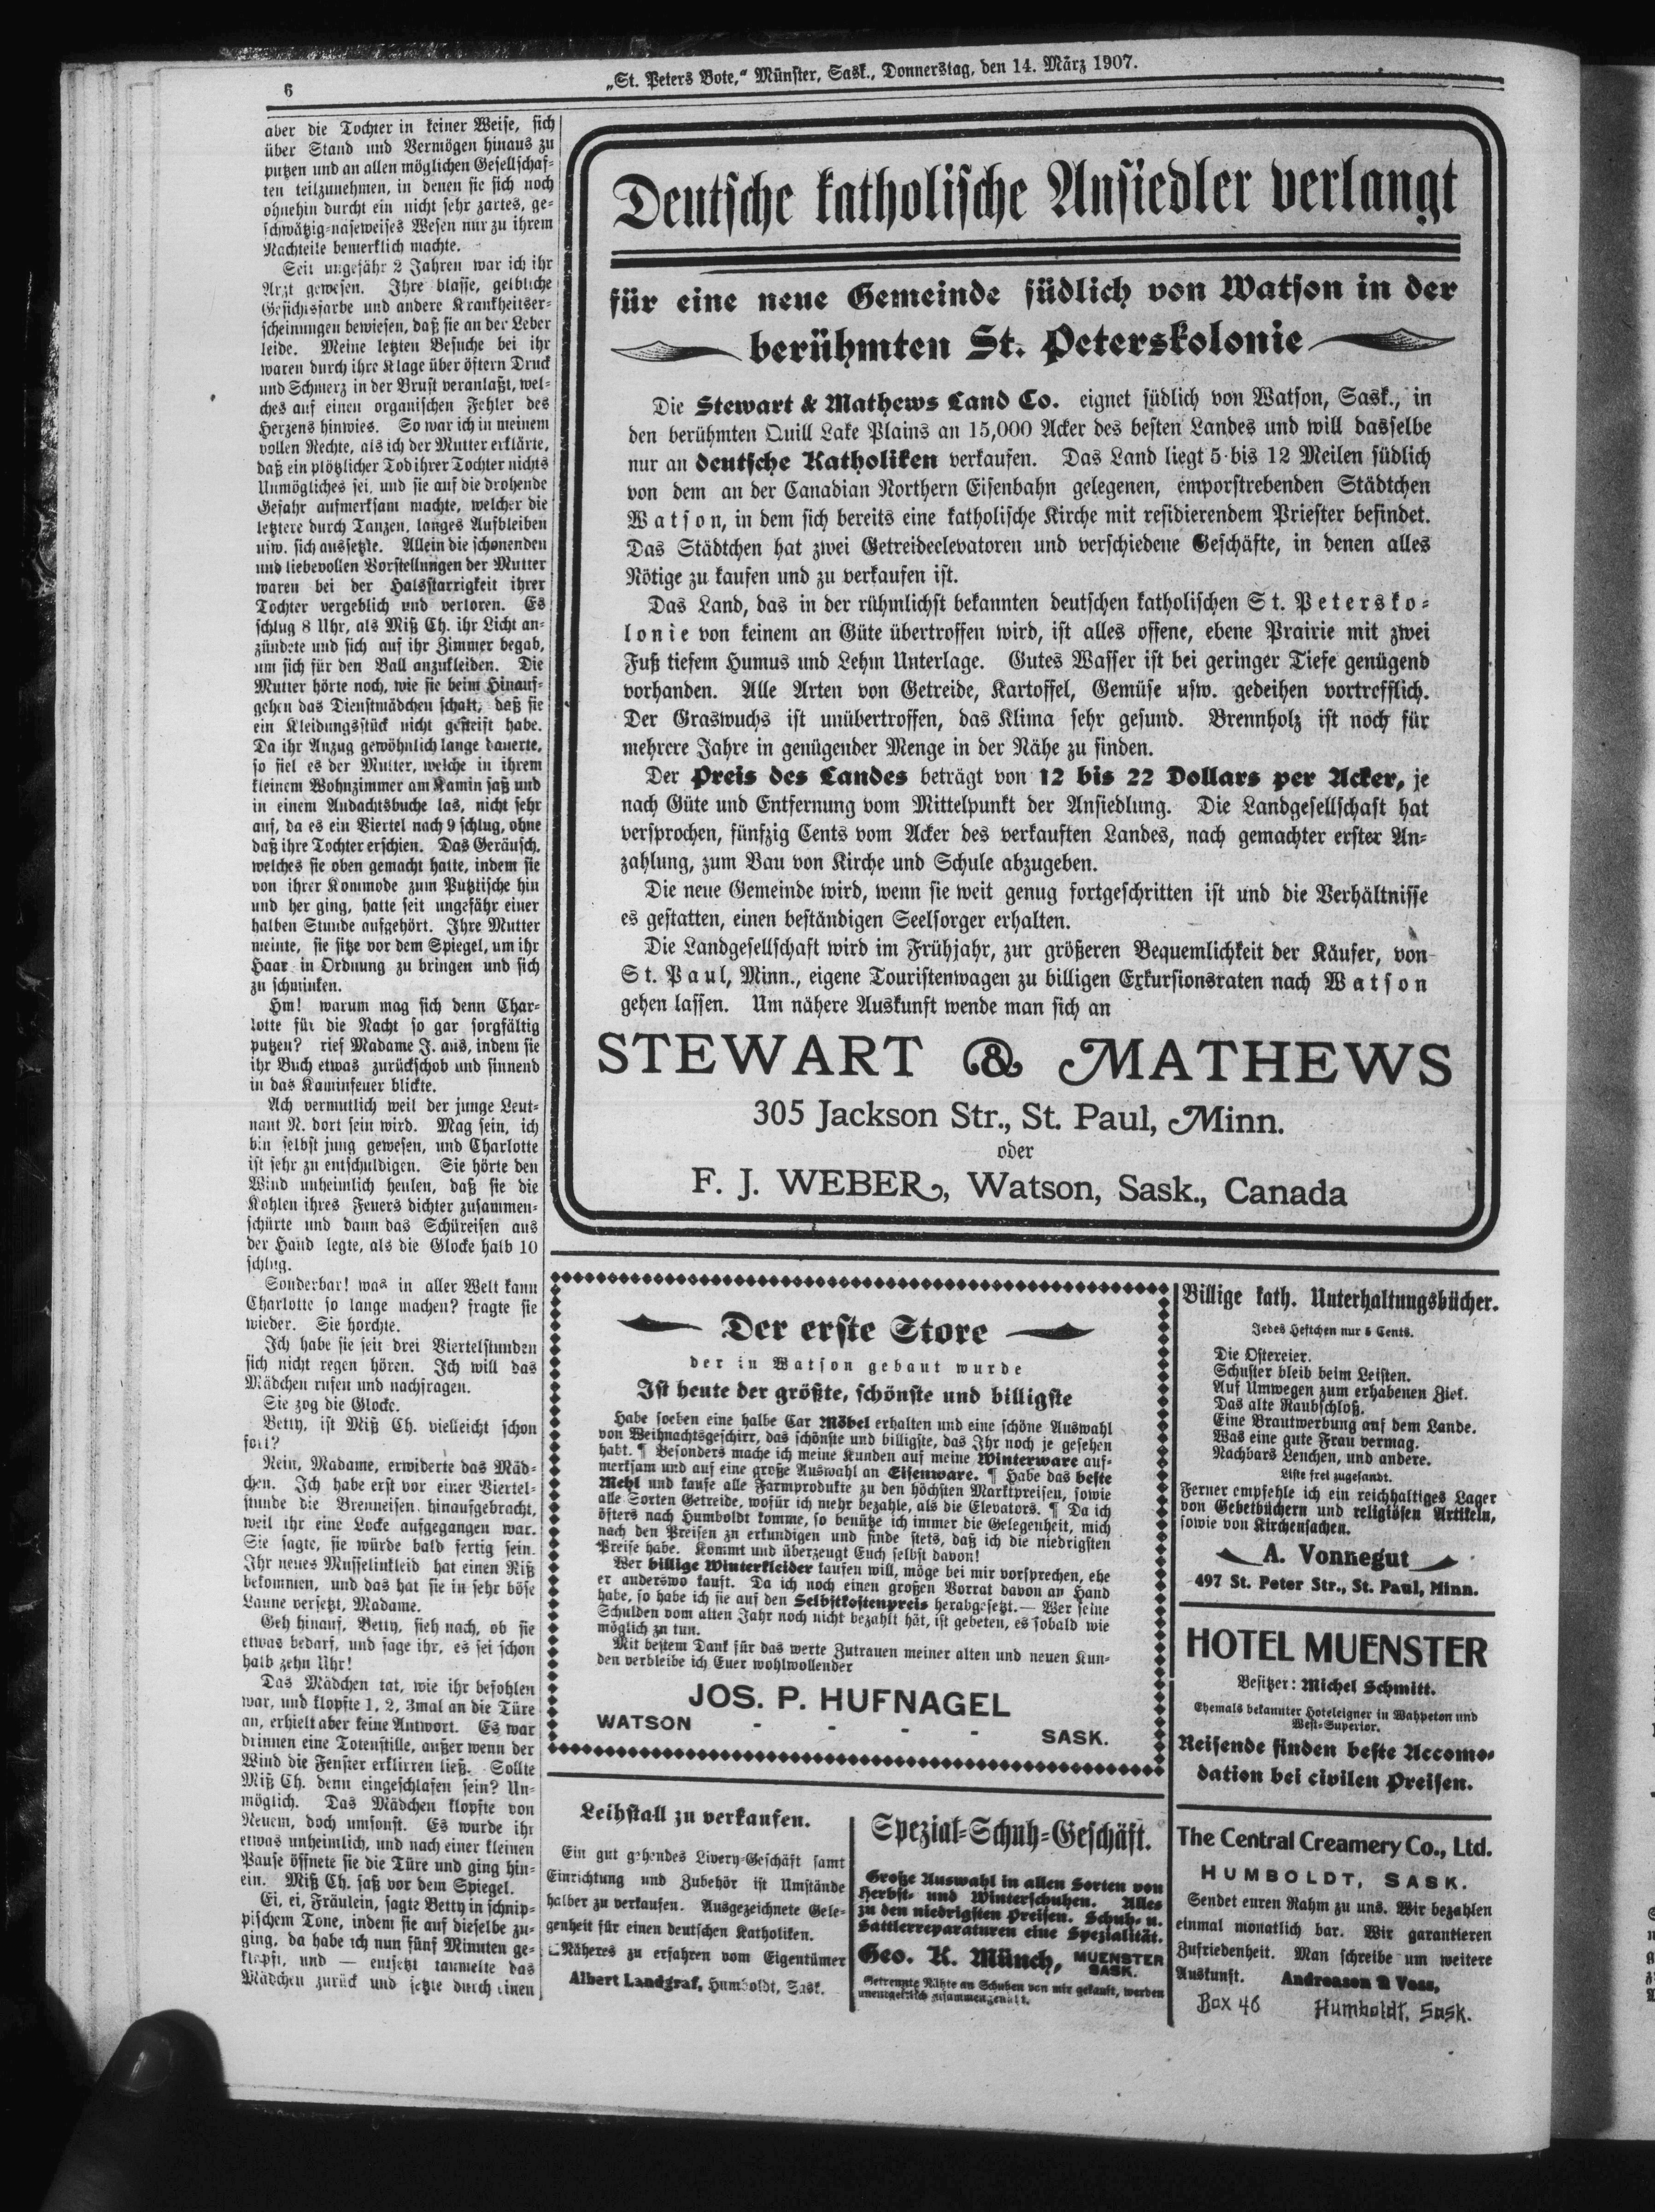 6
„St. Peters Bote,“ Münster, Sask., Donnerstag, den 14. März 1907.
aber die Tochter in keiner Weise, sich
über Stand und Vermögen hinaus zu
putzen und an allen möglichen Gesellschaf-
ten teilzunehmen, in denen sie sich noch
ohnehin durcht ein nicht sehr zartes, ge-
schwätzig-naseweises Wesen nur zu ihrem
Nachteile bemerklich machte.
Seit ungefähr 2 Jahren war ich ihr
Arzt gewesen. Ihre blasse, gelbliche
Gesichtsfarbe und andere Krankheitser-
scheinungen bewiesen, daß sie an der Leber
leide. Meine letzten Besuche bei ihr
waren durch ihre Klage über öftern Druck
und Schmerz in der Brust veranlaßt, wel-
ches auf einen organischen Fehler des
Herzens hinwies. So war ich in meinem
vollen Rechte, als ich der Mutter erklärte,
daß ein plötzlicher Tod ihrer Tochter nichts
Unmögliches sei, und sie auf die drohende
Gefahr aufmerksam machte, welcher die
letztere durch Tanzen, langes Aufbleiben
usw. sich aussetzte. Allein die schonenden
und liebevollen Vorstellungen der Mutter
waren bei der Halsstarrigkeit ihrer
Tochter vergeblich und verloren. Es
schlug 8 Uhr, als Miß Ch. ihr Licht an-
zündete und sich auf ihr Zimmer begab,
um sich für den Ball anzukleiden. Die
Mutter hörte noch, wie sie beim Hinauf-
gehen das Dienstmädchen schalt, daß sie
ein Kleidungsstück nicht gesteift habe.
Da ihr Anzug gewöhnlich lange dauerte,
so fiel es der Mutter, welche in ihrem
kleinem Wohnzimmer am Kamin saß und
in einem Andachtsbuche las, nicht sehr
auf, da es ein Viertel nach 9 schlug, ohne
daß ihre Tochter erschien. Das Geräusch,
welches sie oben gemacht hatte, indem sie
von ihrer Kommode zum Putztische hin
und her ging, hatte seit ungefähr einer
halben Stunde aufgehört. Ihre Mutter
meinte, sie sitze vor dem Spiegel, um ihr
Haar in Ordnung zu bringen und sich
zu schminken.
Hm! warum mag sich denn Char-
lotte für die Nacht so gar sorgfältig
putzen? rief Madame J. aus, indem sie
ihr Buch etwas zurückschob und sinnend
in das Kaminfeuer blickte.
Ach vermutlich weil der junge Leut-
nant N. dort sein wird. Mag sein, ich
bin selbst jung gewesen, und Charlotte
ist sehr zu entschuldigen. Sie hörte den
Wind unheimlich heulen, daß sie die
Kohlen ihres Feuers dichter zusammen-
schürte und dann das Schüreisen aus
der Hand legte, als die Glocke halb 10
schlug.
Sonderbar! was in aller Welt kann
Charlotte so lange machen? fragte sie
wieder. Sie horchte.
Ich habe sie seit drei Viertelstunden
sich nicht regen hören. Ich will das
Mädchen rufen und nachfragen.
Sie zog die Glocke.
Betty, ist Miß Ch. vielleicht schon
fort?
Nein, Madame, erwiderte das Mäd-
chen. Ich habe erst vor einer Viertel-
stunde die Brenneisen hinaufgebracht,
weil ihr eine Locke aufgegangen war.
Sie sagte, sie würde bald fertig sein.
Ihr neues Musselinkleid hat einen Riß
bekommen, und das hat sie in sehr böse
Laune versetzt, Madame.
Geh hinauf, Betty, sieh nach, ob sie
etwas bedarf, und sage ihr, es sei schon
halb zehn Uhr!
Das Mädchen tat, wie ihr befohlen
war, und klopfte 1, 2, 3mal an die Türe
an, erhielt aber keine Antwort. Es war
drinnen eine Totenstille, außer wenn der
Wind die Fenster erklirren ließ. Sollte
Miß Ch. denn eingeschlafen sein? Un-
möglich. Das Mädchen klopfte von
Neuem, doch umsonst. Es wurde ihr
etwas unheimlich, und nach einer kleinen
Pause öffnete sie die Türe und ging hin-
ein. Miß Ch. saß vor dem Spiegel.
Ei, ei, Fräulein, sagte Betty in schnip-
pischem Tone, indem sie auf dieselbe zu-
ging, da habe ich nun fünf Minuten ge-
klopft, und — entsetzt taumelte das
Mädchen zurück und setzte durch einen
Deutsche katholische Ansiedler verlangt
für eine neue Gemeinde südlich von Watson in der
berühmten St. Peterskolonie
Die Stewart & Mathews Land Co. eignet südlich von Watson, Sask., in
den berühmten Quill Lake Plains an 15,000 Acker des besten Landes und will dasselbe
nur an deutsche Katholiken verkaufen. Das Land liegt 5 bis 12 Meilen südlich
von dem an der Canadian Northern Eisenbahn gelegenen, emporstrebenden Städtchen
Watson, in dem sich bereits eine katholische Kirche mit residierendem Priester befindet.
Das Städtchen hat zwei Getreideelevatoren und verschiedene Geschäfte, in denen alles
Nötige zu kaufen und zu verkaufen ist.
Das Land, das in der rühmlichst bekannten deutschen katholischen St. Petersko-
lonie von keinem an Güte übertroffen wird, ist alles offene, ebene Prairie mit zwei
Fuß tiefem Humus und Lehm Unterlage. Gutes Wasser ist bei geringer Tiefe genügend
vorhanden. Alle Arten von Getreide, Kartoffel, Gemüse usw. gedeihen vortrefflich.
Der Graswuchs ist unübertroffen, das Klima sehr gesund. Brennholz ist noch für
mehrere Jahre in genügender Menge in der Nähe zu finden.
Der Preis des Landes beträgt von 12 bis 22 Dollars per Acker, je
nach Güte und Entfernung vom Mittelpunkt der Ansiedlung. Die Landgesellschaft hat
versprochen, fünfzig Cents vom Acker des verkauften Landes, nach gemachter erster An-
zahlung, zum Bau von Kirche und Schule abzugeben.
Die neue Gemeinde wird, wenn sie weit genug fortgeschritten ist und die Verhältnisse
es gestatten, einen beständigen Seelsorger erhalten.
Die Landgesellschaft wird im Frühjahr, zur größeren Bequemlichkeit der Käufer, von
St. Paul, Minn., eigene Touristenwagen zu billigen Exkursionsraten nach Watson
gehen lassen. Um nähere Auskunft wende man sich an
STEWART & MATHEWS
305 Jackson Str., St. Paul, Minn.
oder
F. J. WEBER, Watson, Sask., Canada
Der erste Store
der in Watson gebaut wurde
Ist heute der größte, schönste und billigste
Habe soeben eine halbe Car Möbel erhalten und eine schöne Auswahl
von Weihnachtsgeschirr, das schönste und billigste, das Ihr noch je gesehen
habt. ¶ Besonders mache ich meine Kunden auf meine Winterware auf-
merksam und auf eine große Auswahl an Eisenware. ¶ Habe das beste
Mehl und kaufe alle Farmprodukte zu den höchsten Marktpreisen, sowie
alle Sorten Getreide, wofür ich mehr bezahle, als die Elevators. ¶ Da ich
öfters nach Humboldt komme, so benütze ich immer die Gelegenheit, mich
nach den Preisen zu erkundigen und finde stets, daß ich die niedrigsten
Preise habe. Kommt und überzeugt Euch selbst davon!
Wer billige Winterkleider kaufen will, möge bei mir vorsprechen, ehe
er anderswo kauft. Da ich noch einen großen Vorrat davon an Hand
habe, so habe ich sie auf den Selbstkostenpreis herabgesetzt.— Wer seine
Schulden vom alten Jahr noch nicht bezahlt hat, ist gebeten, es sobald wie
möglich zu tun.
Mit bestem Dank für das werte Zutrauen meiner alten und neuen Kun-
den verbleibe ich Euer wohlwollender
JOS. P. HUFNAGEL
WATSON - - - - SASK.
Leihstall zu verkaufen.
Ein gut gehendes Livery-Geschäft samt
Einrichtung und Zubehör ist Umstände
halber zu verkaufen. Ausgezeichnete Gele-
genheit für einen deutschen Katholiken.
Näheres zu erfahren vom Eigentümer
Albert Landgraf, Humboldt, Sask.
Spezial-Schuh-Geschäft.
Große Auswahl in allen Sorten von
Herbst- und Winterschuhen. Alles
zu den niedrigsten Preisen. Schuh- u.
Sattlerreparaturen eine Spezialität.
Geo. K. Münch, MUENSTER
SASK.
Getrennte Nähte an Schuhen von mir gekauft, werden
unentgeltlich zusammengenäht.
Billige kath. Unterhaltungsbücher.
Jedes Heftchen nur 5 Cents.
Die Ostereier.
Schuster bleib beim Leisten.
Auf Umwegen zum erhabenen Ziel.
Das alte Raubschloß.
Eine Brautwerbung auf dem Lande.
Was eine gute Frau vermag.
Nachbars Lenchen, und andere.
Liste frei zugesandt.
Ferner empfehle ich ein reichhaltiges Lager
von Gebetbüchern und religiösen Artikeln,
sowie von Kirchensachen.
A. Vonnegut
497 St. Peter Str., St. Paul, Minn.
HOTEL MUENSTER
Besitzer: Michel Schmitt.
Ehemals bekannter Hoteleigner in Wahpeton und
West-Superior.
Reisende finden beste Accomo-
dation bei civilen Preisen.
The Central Creamery Co., Ltd.
HUMBOLDT, SASK.
Sendet euren Rahm zu uns. Wir bezahlen
einmal monatlich bar. Wir garantieren
Zufriedenheit. Man schreibe um weitere
Auskunft. Andreasen & Voss,
Box 46 Humboldt, Sask.